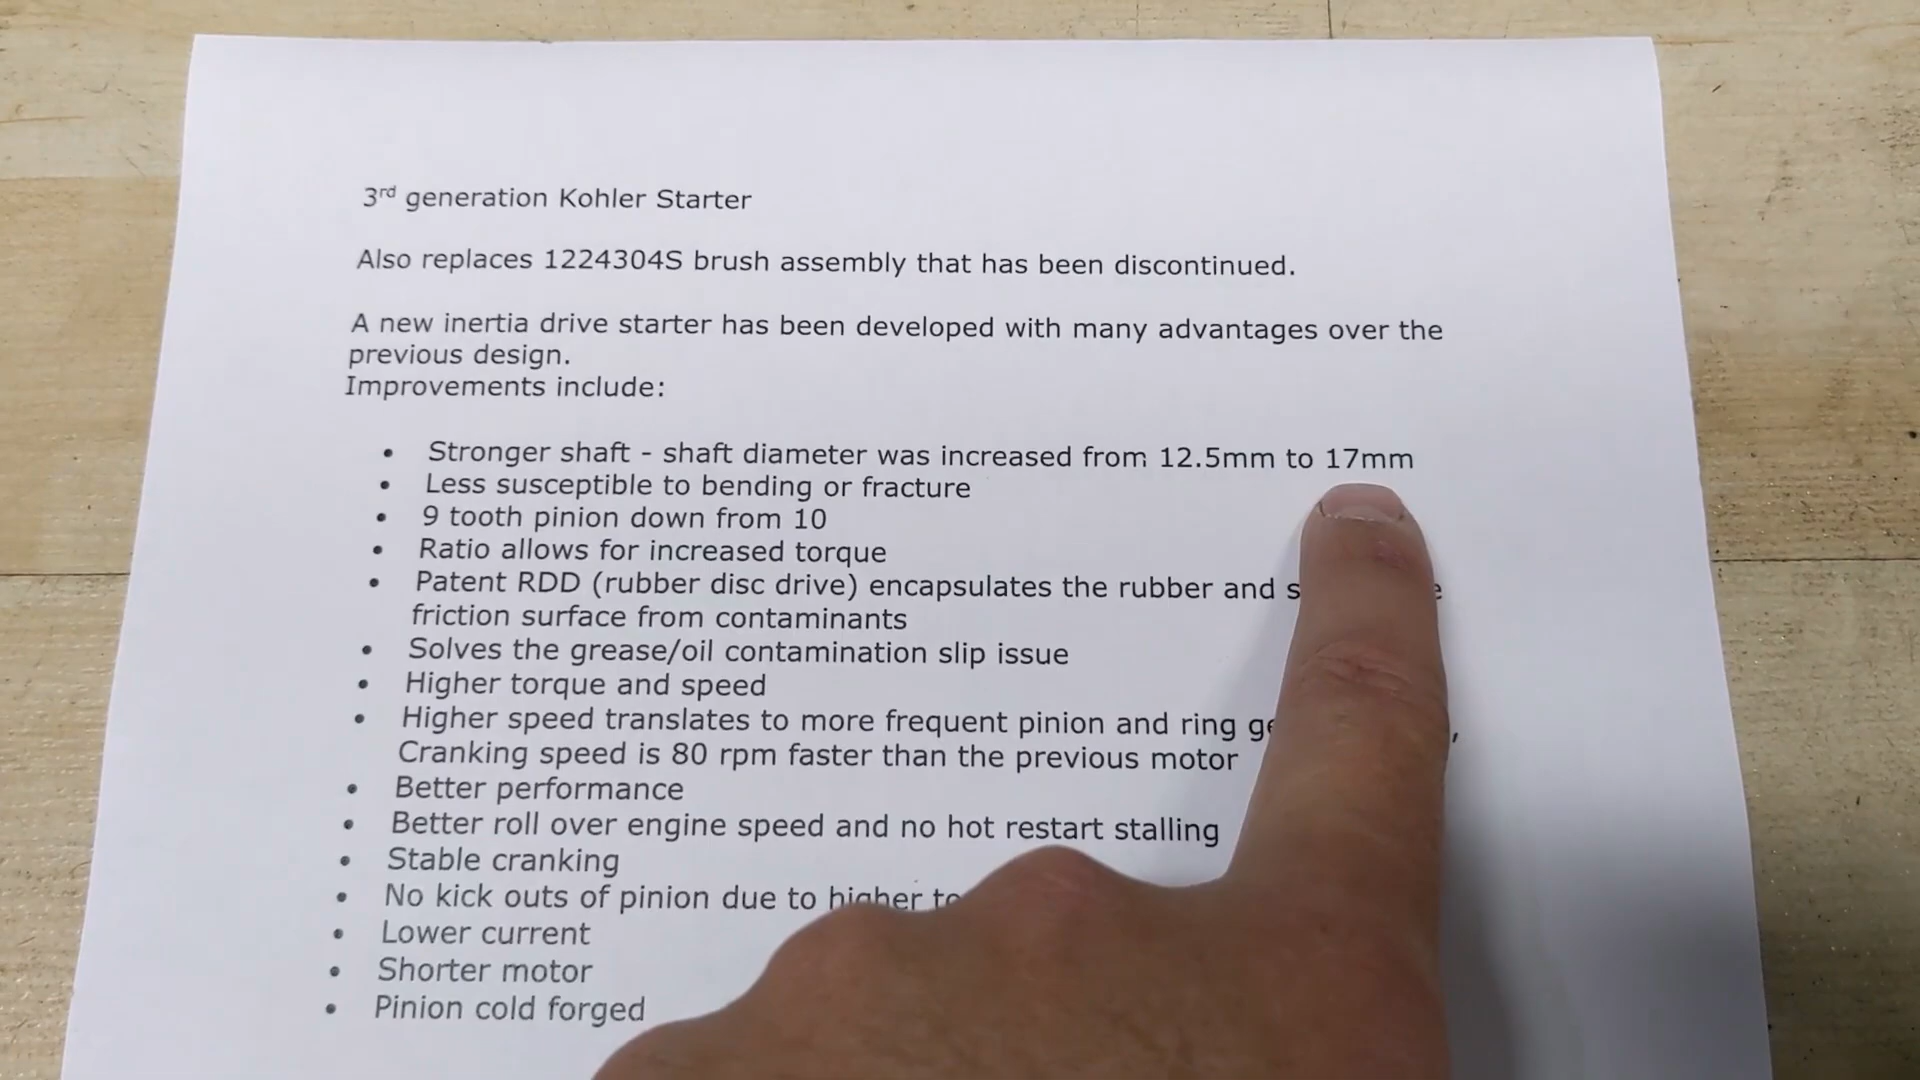 3rd generation Kohler Starter
Also replaces 1224304S brush assembly that has been discontinued.
A new inertia drive starter has been developed with many advantages over the
previous design.
Improvements include:
• Stronger shaft - shaft diameter was increased from 12.5mm to 17mm
• Less susceptible to bending or fracture
• 9 tooth pinion down from 10
• Ratio allows for increased torque
• Patent RDD (rubber disc drive) encapsulates the rubber and
friction surface from contaminants
• Solves the grease/oil contamination slip issue
• Higher torque and speed
• Higher speed translates to more frequent pinion and ring
Cranking speed is 80 rpm faster than the previous motor
• Better performance
• Better roll over engine speed and no hot restart stalling
• Stable cranking
• No kick outs of pinion due to higher
• Lower current
• Shorter motor
• Pinion cold forged